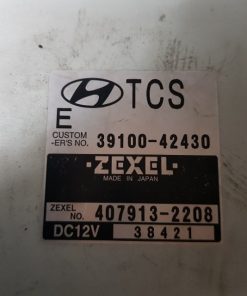 TCS
E
CUSTOM
-ER'S NO. 39100-42430
·ZEXEL·
MADE IN JAPAN
ZEXEL
NO. 407913-2208
DC12V 38421